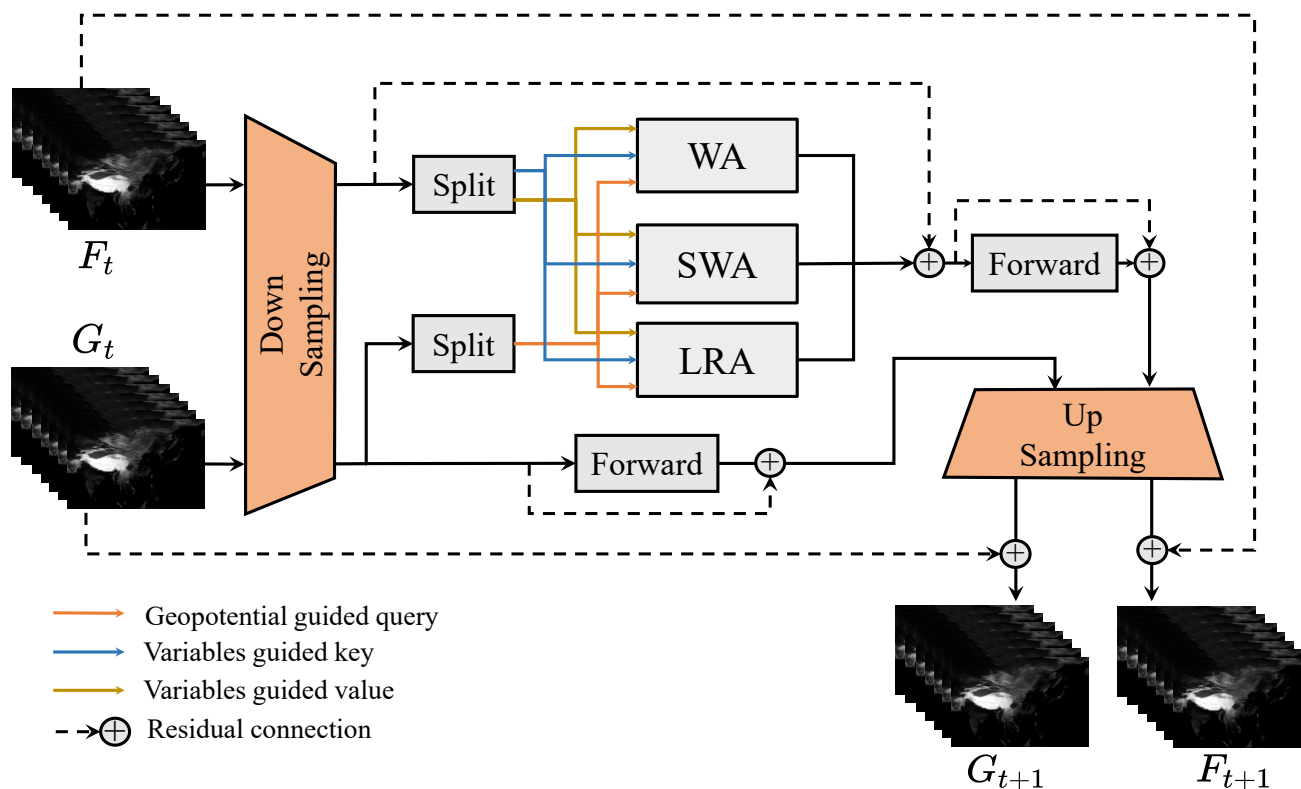 F_t
G_t
Down
Sampling
Split
Split
WA
SWA
LRA
Forward
Forward
Up
Sampling
Geopotential guided query
Variables guided key
Variables guided value
Residual connection
G_{t+1}
F_{t+1}